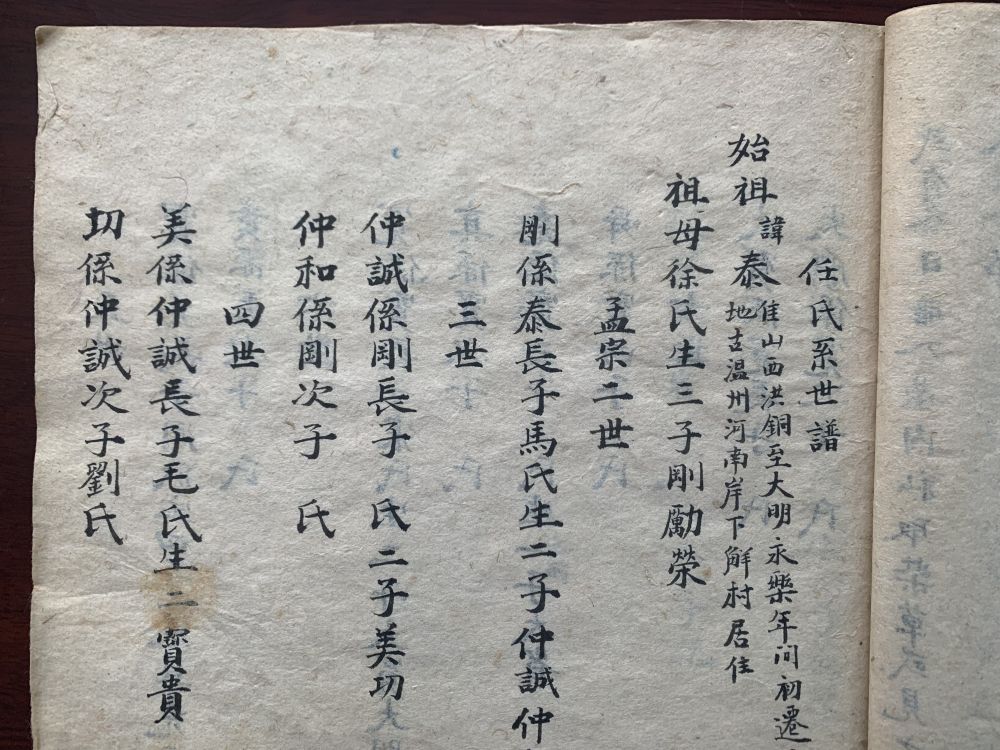 任氏系世譜
始祖諱泰 隹山西洪銅至大明永樂年间初遷
地吉温州河南岸下解村居住
祖母徐氏生三子剛勵榮
孟宗二世
剛係泰長子馬氏生二子仲誠仲
三世
仲誠係剛長子 氏二子美功
仲和係剛次子 氏
四世
美係仲誠長子毛氏生二寳貴
功係仲誠次子劉氏